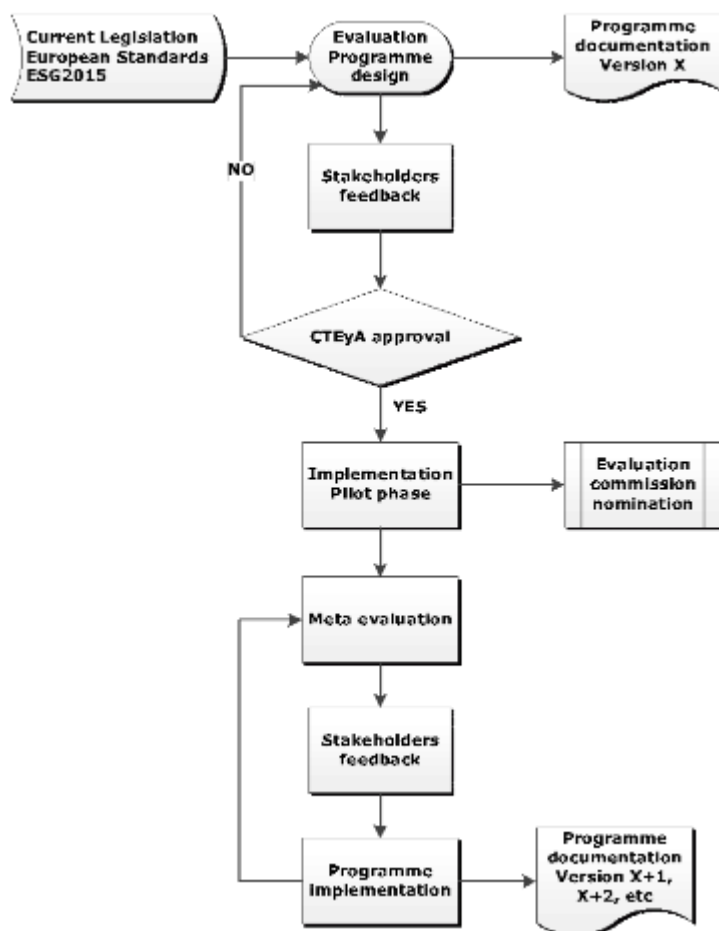 Current Legislation
European Standards
ESG2015
Evaluation
Programme
design
Programme
documentation
Version X
NO
Stakeholders
feedback
CTEyA approval
YES
Implementation
Pilot phase
Evaluation
commission
nomination
Meta evaluation
Stakeholders
feedback
Programme
implementation
Programme
documentation
Version X+1,
X+2, etc